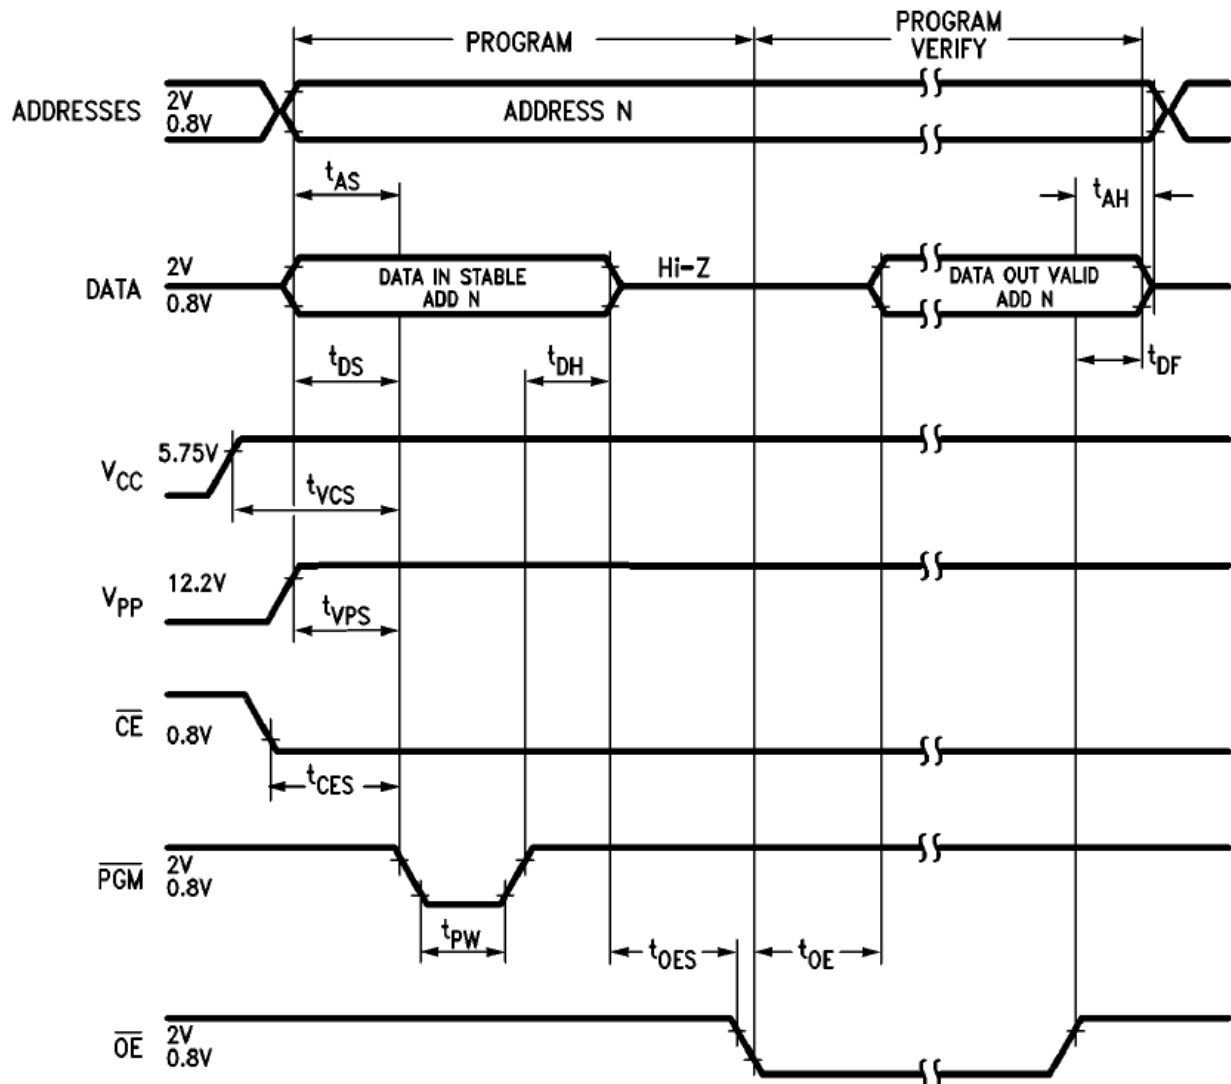 PROGRAM
PROGRAM
VERIFY
ADDRESSES
2V
0.8V
ADDRESS N
tAS
tAH
DATA
2V
0.8V
DATA IN STABLE
ADD N
Hi-Z
DATA OUT VALID
ADD N
tDS
tDH
tDF
VCC
5.75V
tVCS
VPP
12.2V
tVPS
CE
0.8V
tCES
PGM
2V
0.8V
tPW
tOES
tOE
OE
2V
0.8V